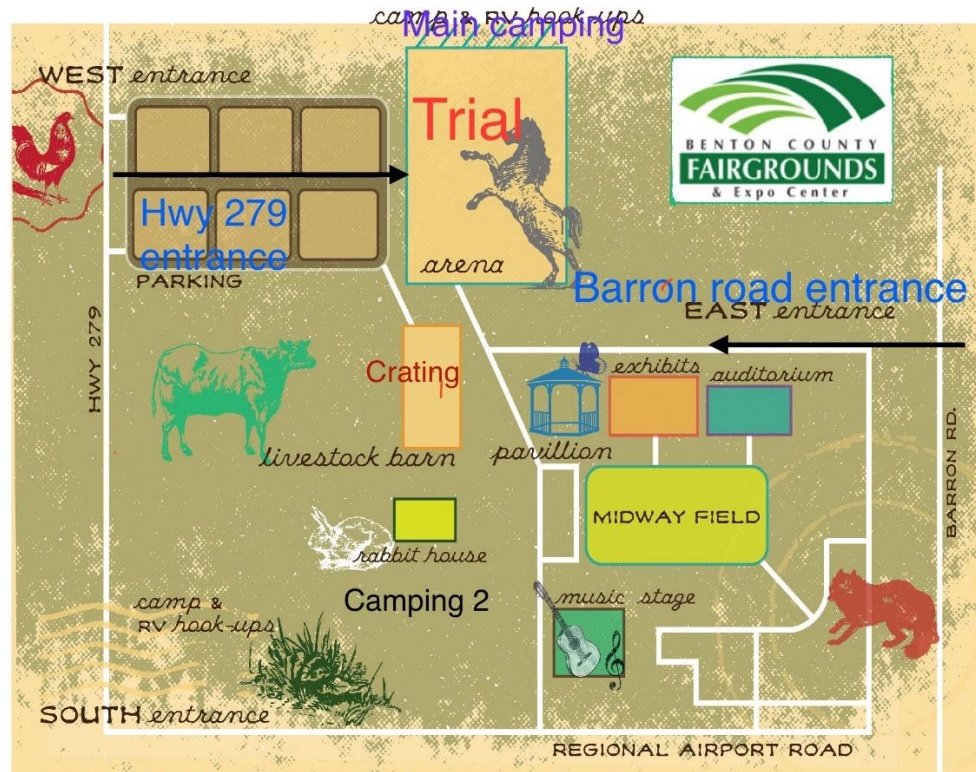 camp & RV hook-ups
Main camping
WEST entrance
Trial
BENTON COUNTY
FAIRGROUNDS
& Expo Center
Hwy 279
entrance
PARKING
arena
Barron road entrance
EAST entrance
HWY 279
Crating
exhibits
auditorium
livestock barn
pavillion
BARRON RD.
MIDWAY FIELD
rabbit house
Camping 2
music stage
camp &
RV hook-ups
SOUTH entrance
REGIONAL AIRPORT ROAD